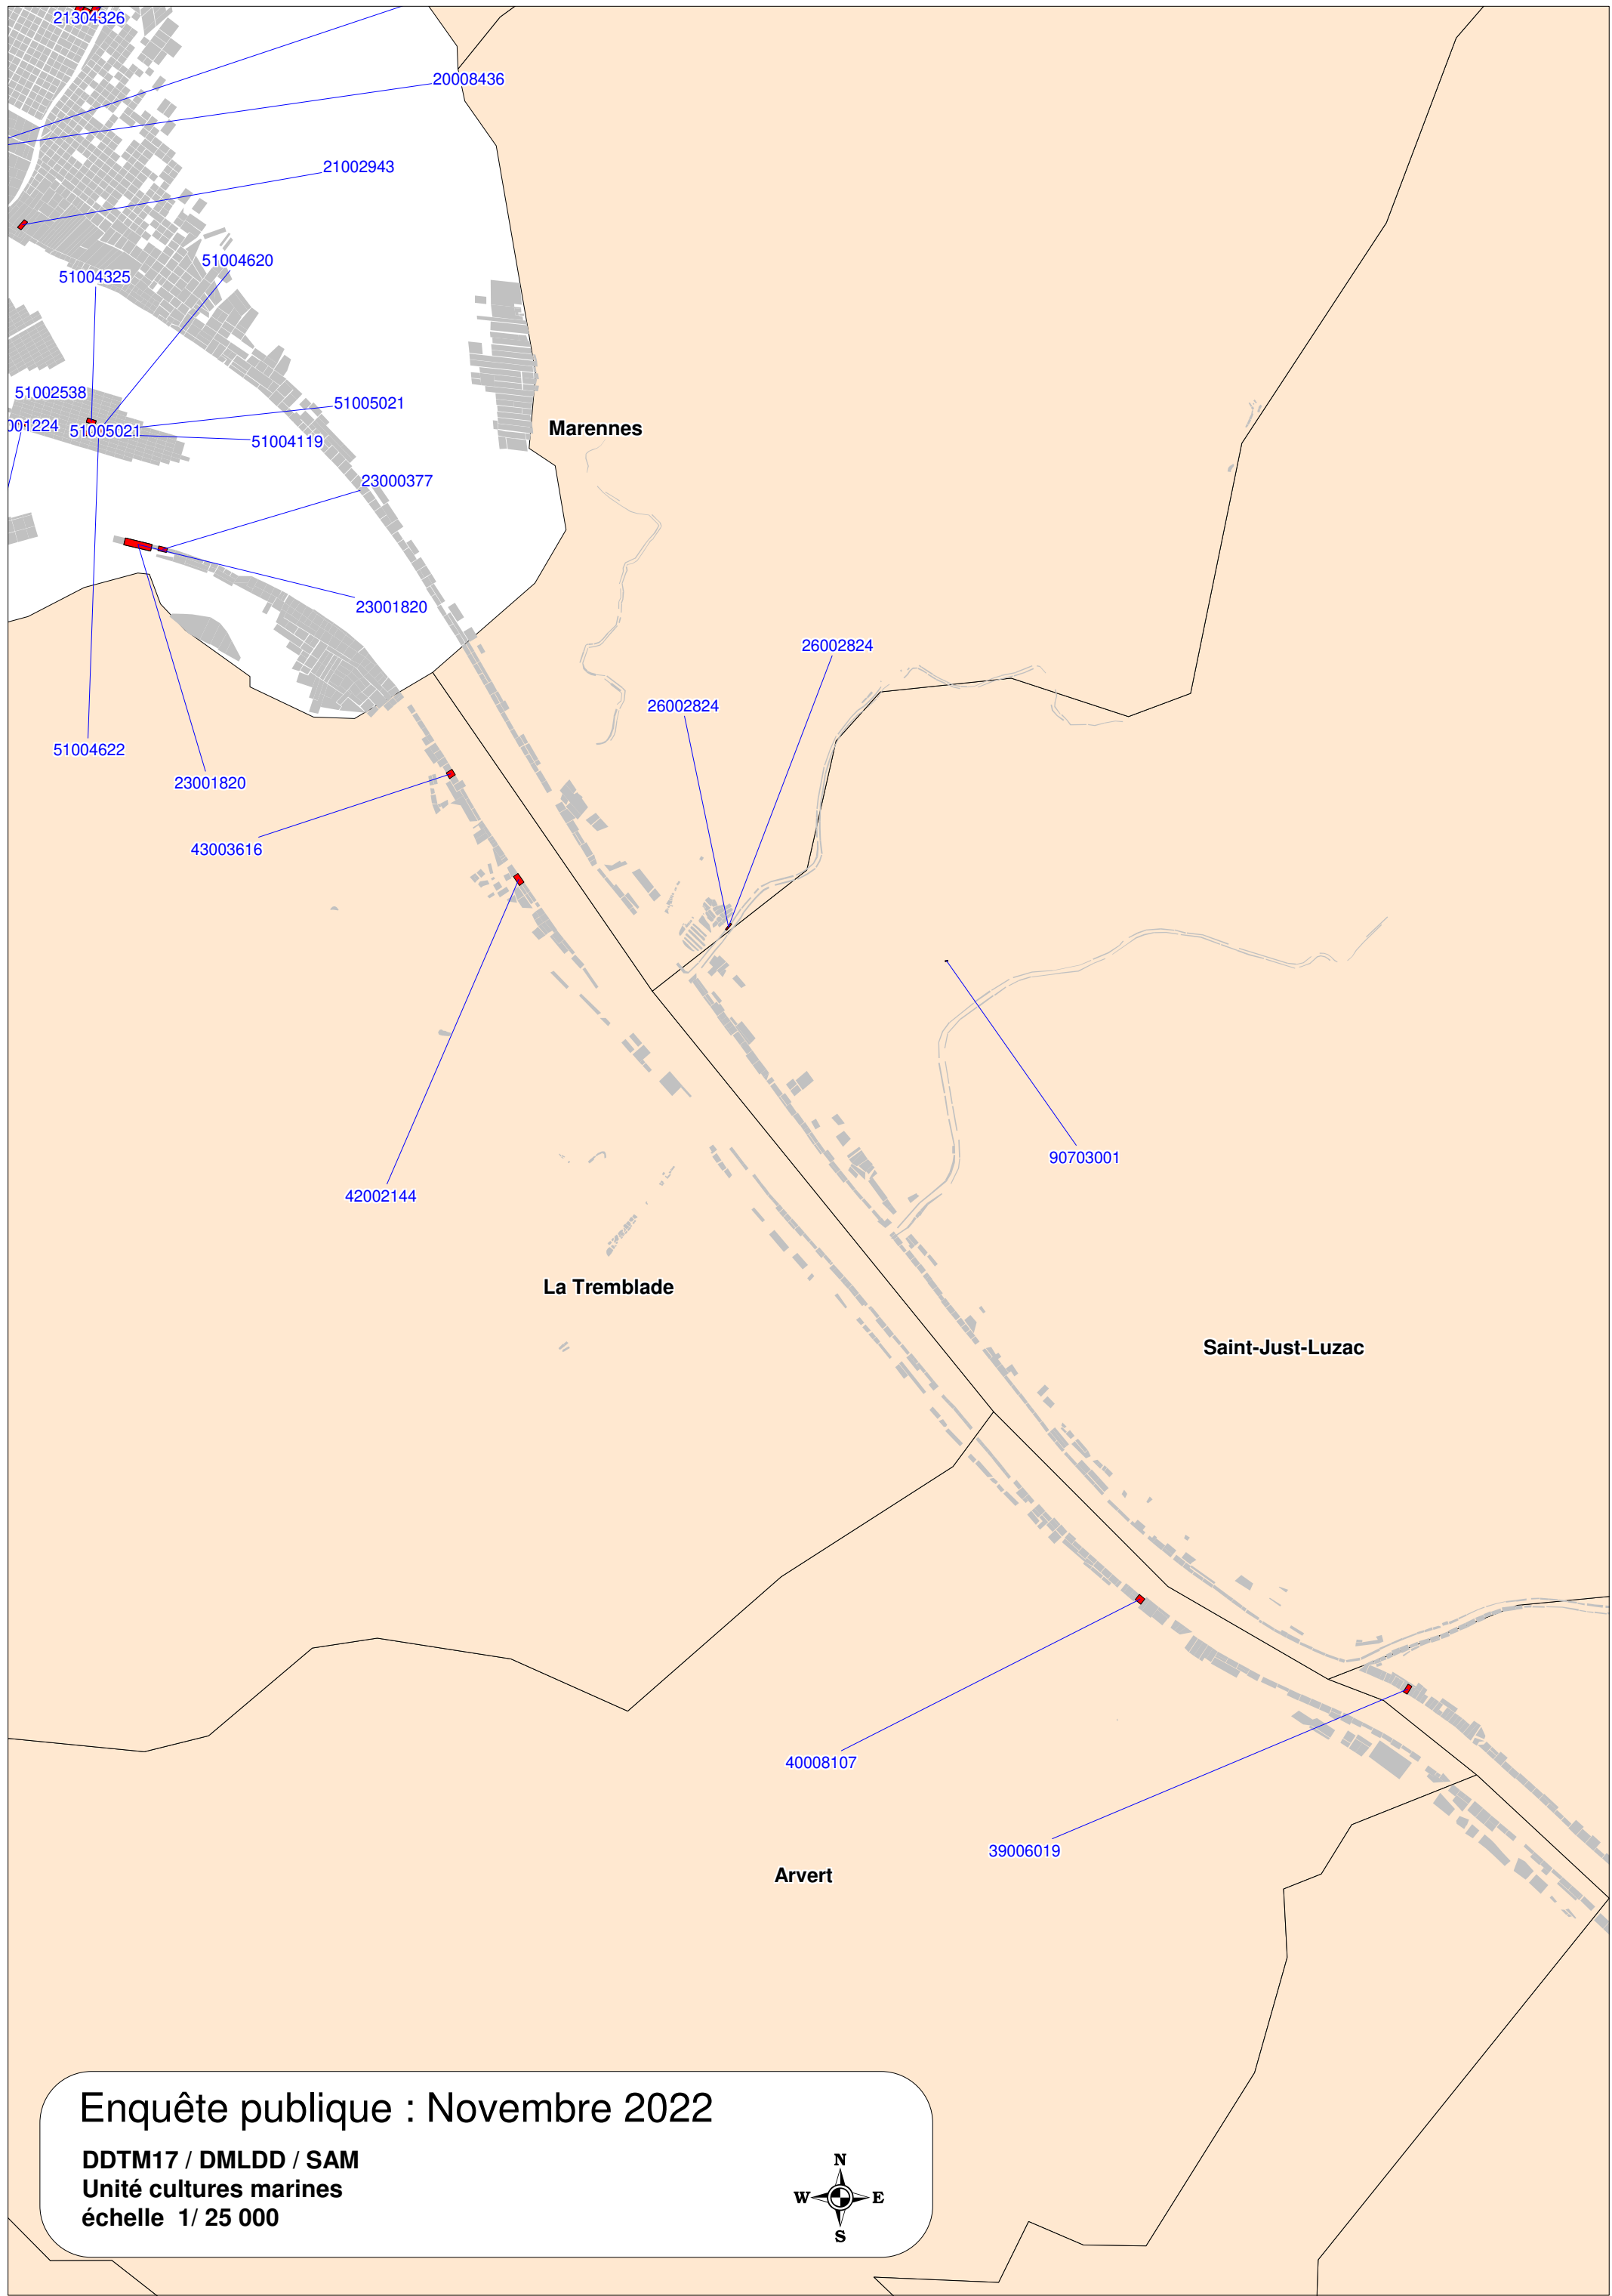 21304326
20008436
21002943
51004620
51004325
51002538
51005021
001224
51005021
51004119
23000377
Marennes
23001820
26002824
26002824
51004622
23001820
43003616
90703001
42002144
La Tremblade
Saint-Just-Luzac
40008107
39006019
Arvert
Enquête publique : Novembre 2022
DDTM17 / DMLDD / SAM
Unité cultures marines
échelle 1/ 25 000
N
W E
S